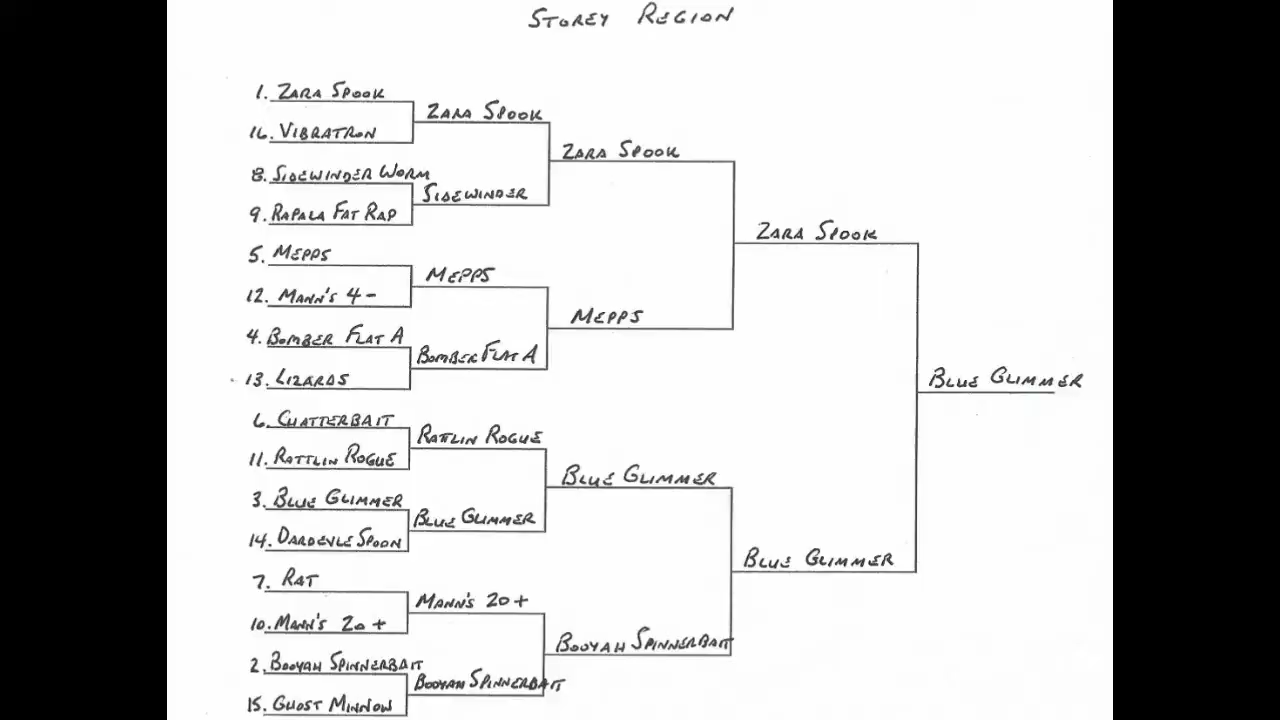 STOREY REGION
1. ZARA SPOOK
16. VIBRATRON
8. SIDEWINDER WORM
9. RAPALA FAT RAP
5. MEPPS
12. MANN'S 4-
4. BOMBER FLAT A
13. LIZARDS
6. CHATTERBAIT
11. RATTLIN ROGUE
3. BLUE GLIMMER
14. DARDEVLE SPOON
7. RAT
10. MANN'S 20+
2. BOOYAH SPINNERBAIT
15. GHOST MINNOW
ZARA SPOOK
SIDEWINDER
MEPPS
BOMBER FLAT A
RATTLIN ROGUE
BLUE GLIMMER
MANN'S 20+
BOOYAH SPINNERBAIT
ZARA SPOOK
MEPPS
BLUE GLIMMER
BOOYAH SPINNERBAIT
ZARA SPOOK
BLUE GLIMMER
BLUE GLIMMER